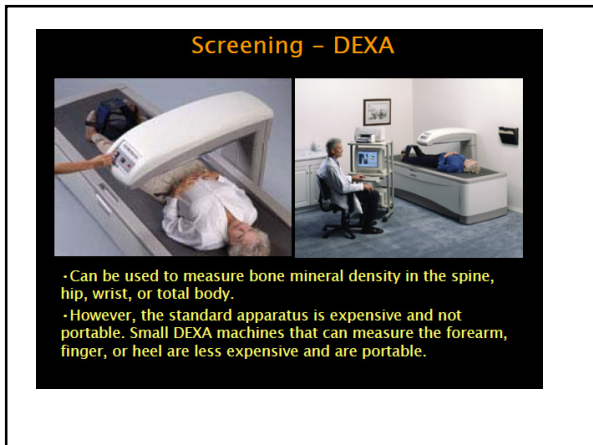 Screening – DEXA
•Can be used to measure bone mineral density in the spine,
hip, wrist, or total body.
•However, the standard apparatus is expensive and not
portable. Small DEXA machines that can measure the forearm,
finger, or heel are less expensive and are portable.